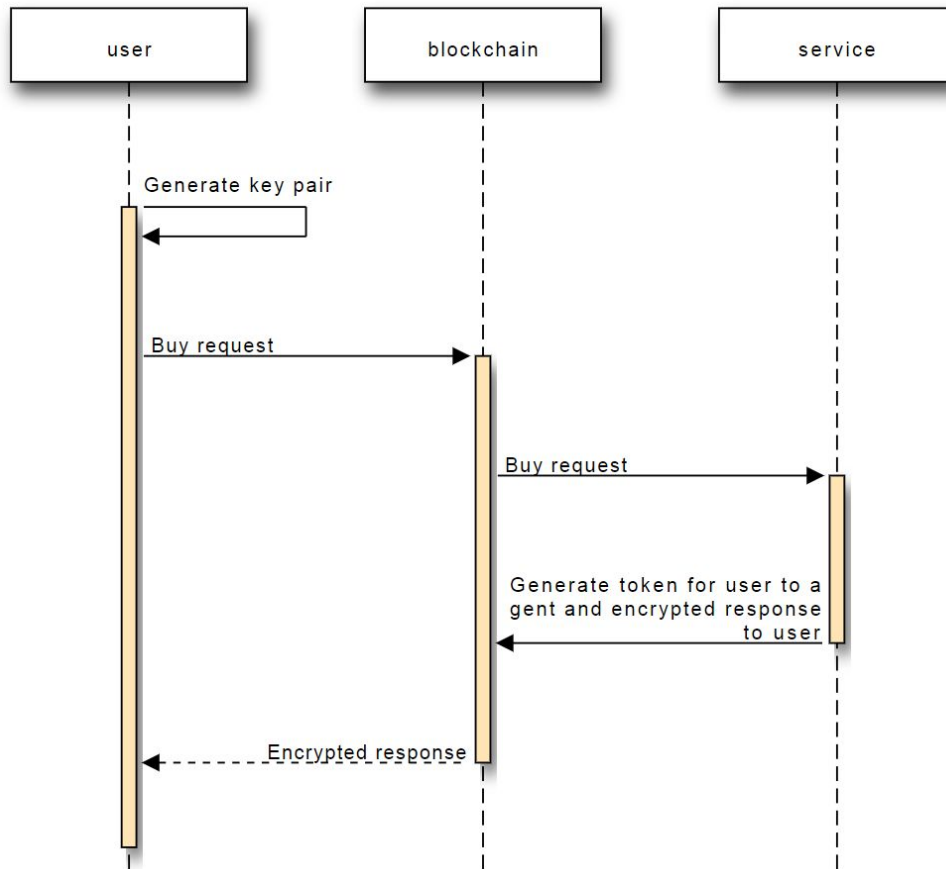 user
blockchain
service
Generate key pair
Buy request
Buy request
Generate token for user to a
gent and encrypted response
to user
Encrypted response